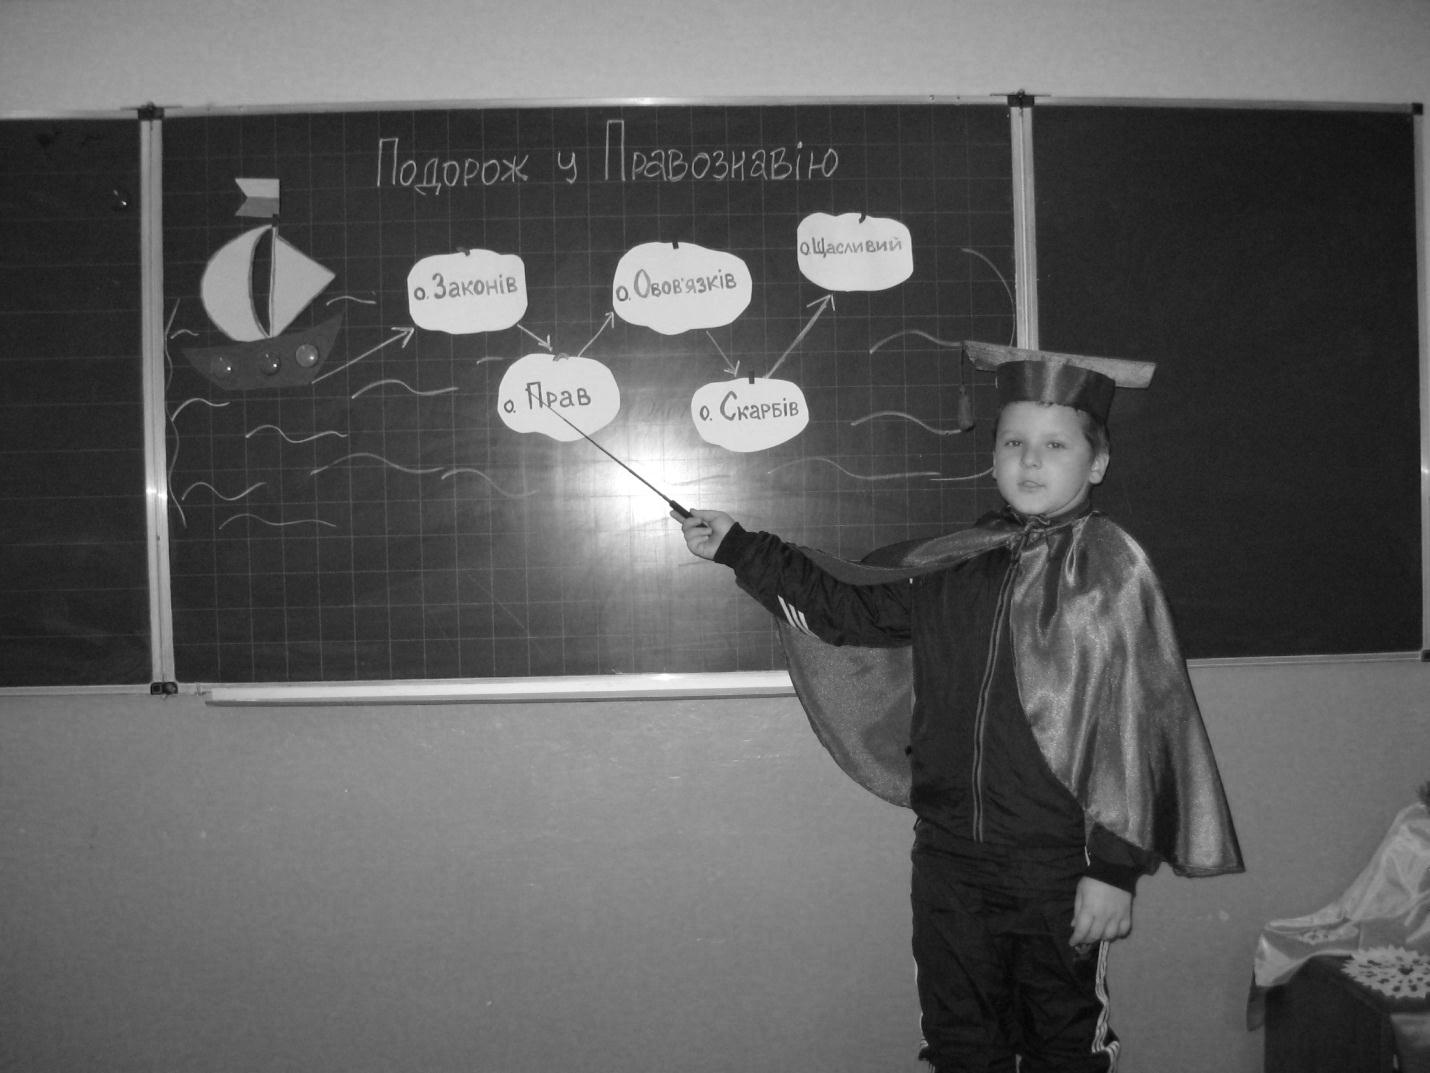 Подорож у Правознавію
о. Законів
о. Прав
о. Обов'язків
о. Скарбів
о. Щасливий